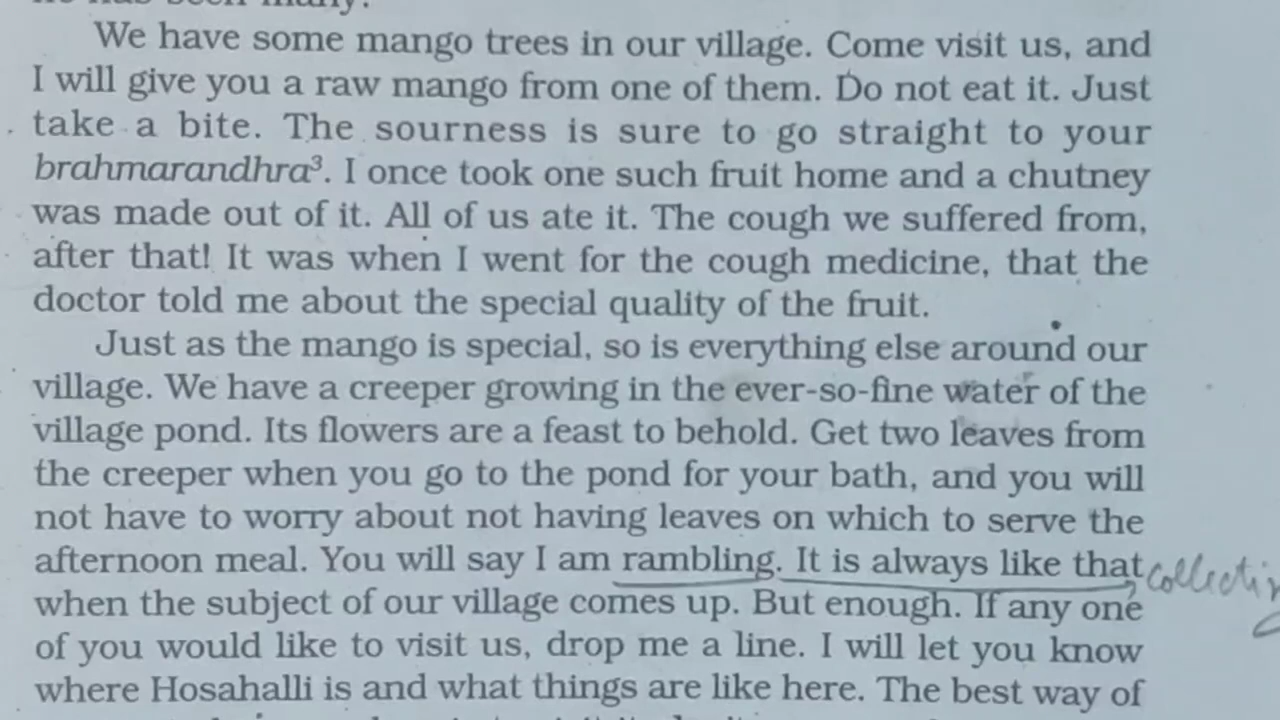 We have some mango trees in our village. Come visit us, and
I will give you a raw mango from one of them. Do not eat it. Just
take a bite. The sourness is sure to go straight to your
brahmarandhra³. I once took one such fruit home and a chutney
was made out of it. All of us ate it. The cough we suffered from,
after that! It was when I went for the cough medicine, that the
doctor told me about the special quality of the fruit.
Just as the mango is special, so is everything else around our
village. We have a creeper growing in the ever-so-fine water of the
village pond. Its flowers are a feast to behold. Get two leaves from
the creeper when you go to the pond for your bath, and you will
not have to worry about not having leaves on which to serve the
afternoon meal. You will say I am rambling. It is always like that
when the subject of our village comes up. But enough. If any one
of you would like to visit us, drop me a line. I will let you know
where Hosahalli is and what things are like here. The best way of